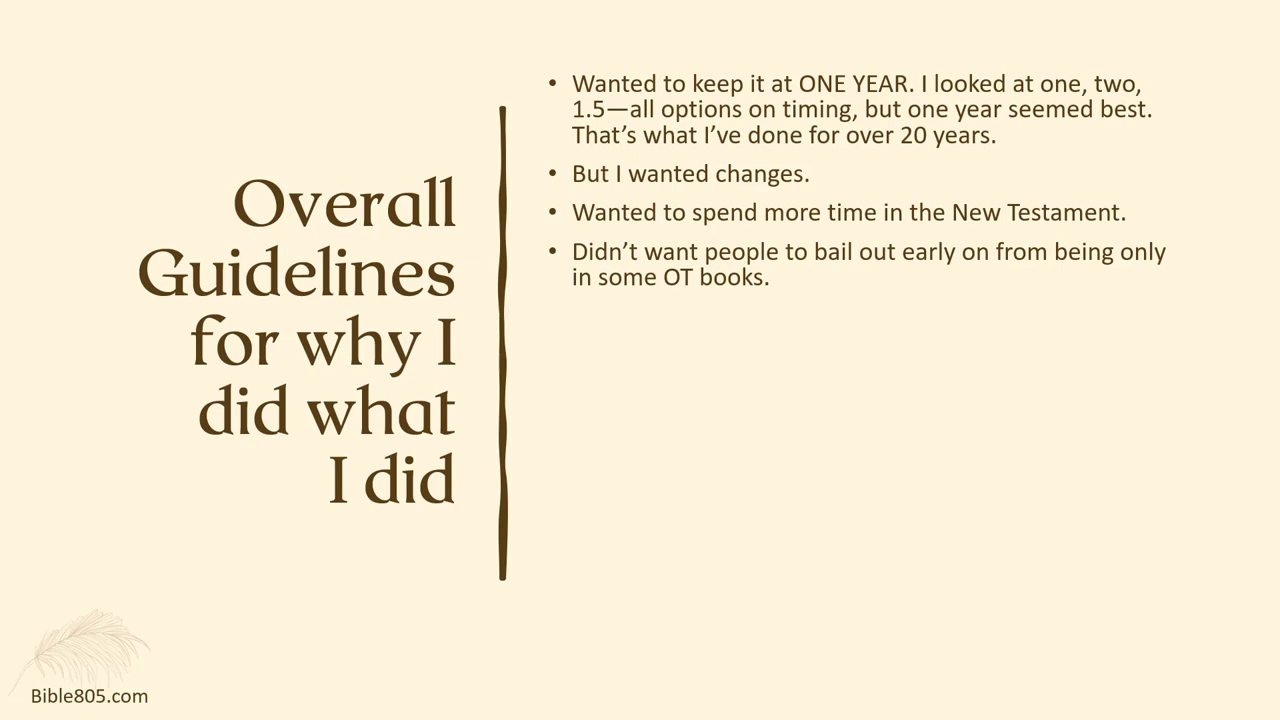 Overall
Guidelines
for why I
did what
I did
• Wanted to keep it at ONE YEAR. I looked at one, two,
1.5—all options on timing, but one year seemed best.
That’s what I’ve done for over 20 years.
• But I wanted changes.
• Wanted to spend more time in the New Testament.
• Didn’t want people to bail out early on from being only
in some OT books.
Bible805.com